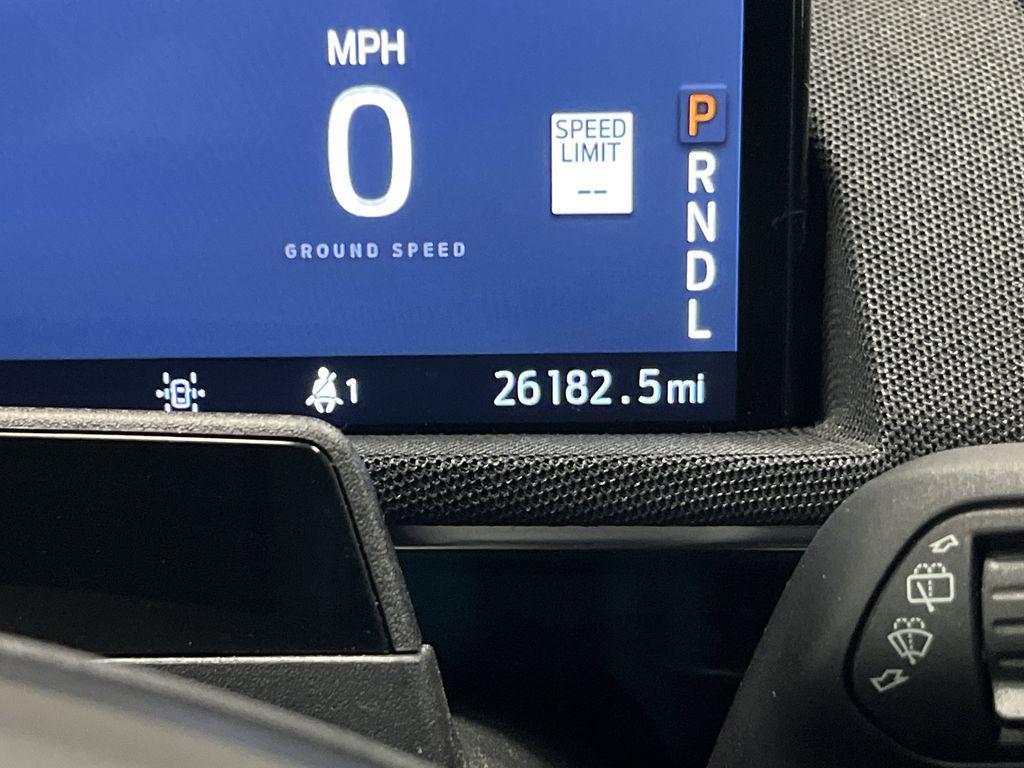 MPH
0
GROUND SPEED
SPEED
LIMIT
--
P
R
N
D
L
1
26182.5mi